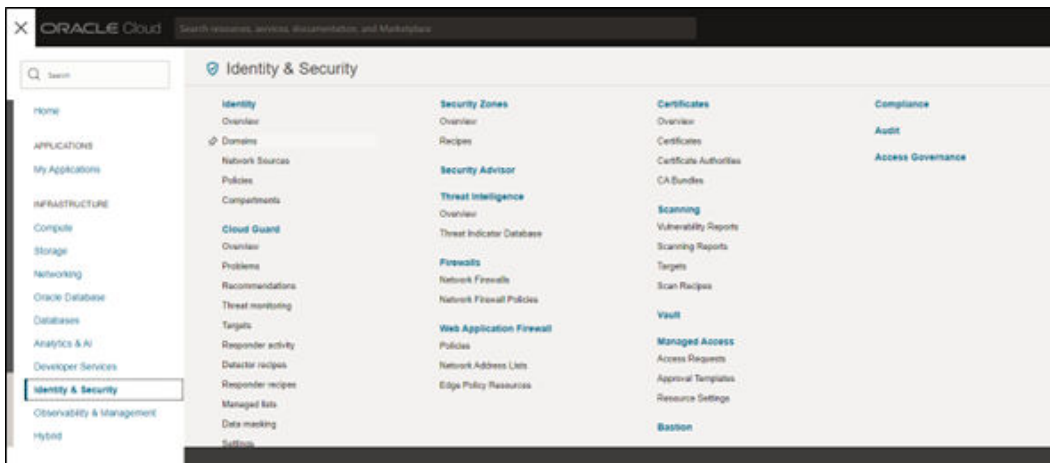 ORACLE Cloud
Search resources, services, documentation, and Marketplace
Search
Home
APPLICATIONS
My Applications
INFRASTRUCTURE
Compute
Storage
Networking
Oracle Database
Databases
Analytics & AI
Developer Services
Identity & Security
Observability & Management
Hybrid
Identity & Security
Identity
Overview
Domains
Network Sources
Policies
Compartments
Cloud Guard
Overview
Problems
Recommendations
Threat monitoring
Targets
Responder activity
Detector recipes
Responder recipes
Managed lists
Data masking
Settings
Security Zones
Overview
Recipes
Security Advisor
Threat Intelligence
Overview
Threat Indicator Database
Firewalls
Network Firewalls
Network Firewall Policies
Web Application Firewall
Policies
Network Address Lists
Edge Policy Resources
Certificates
Overview
Certificates
Certificate Authorities
CA Bundles
Scanning
Vulnerability Reports
Scanning Reports
Targets
Scan Recipes
Vault
Managed Access
Access Requests
Approval Templates
Resource Settings
Bastion
Compliance
Audit
Access Governance